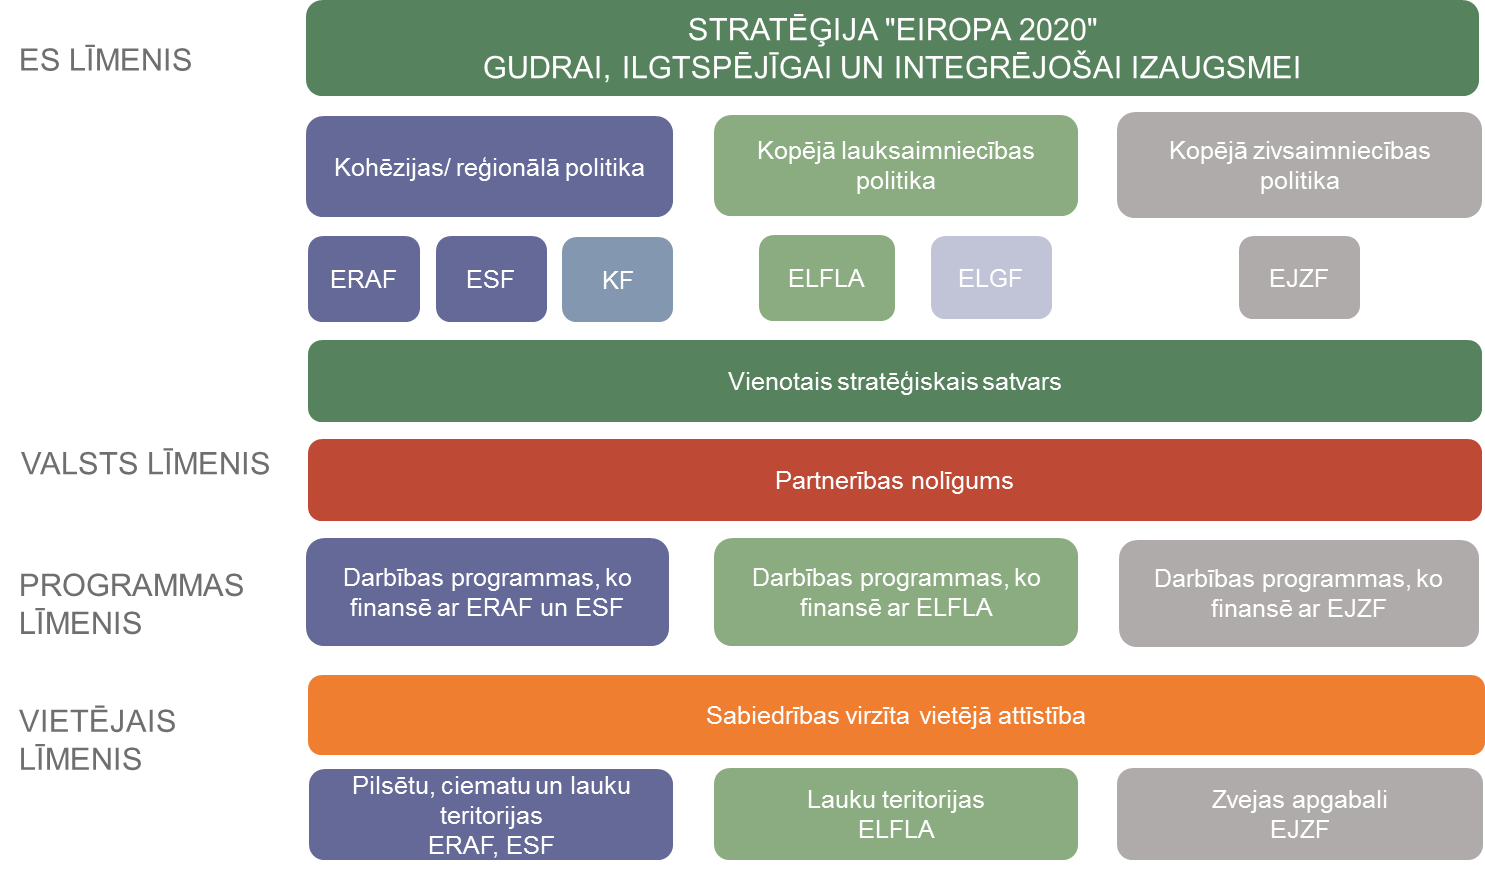 ES LĪMENIS
STRATĒĢIJA "EIROPA 2020"
GUDRAI, ILGTSPĒJĪGAI UN INTEGRĒJOŠAI IZAUGSMEI
Kohēzijas/ reģionālā politika
Kopējā lauksaimniecības
politika
Kopējā zivsaimniecības
politika
ERAF
ESF
KF
ELFLA
ELGF
EJZF
Vienotais stratēģiskais satvars
VALSTS LĪMENIS
Partnerības nolīgums
PROGRAMMAS
LĪMENIS
Darbības programmas, ko
finansē ar ERAF un ESF
Darbības programmas, ko
finansē ar ELFLA
Darbības programmas, ko
finansē ar EJZF
VIETĒJAIS
LĪMENIS
Sabiedrības virzīta vietējā attīstība
Pilsētu, ciematu un lauku
teritorijas
ERAF, ESF
Lauku teritorijas
ELFLA
Zvejas apgabali
EJZF